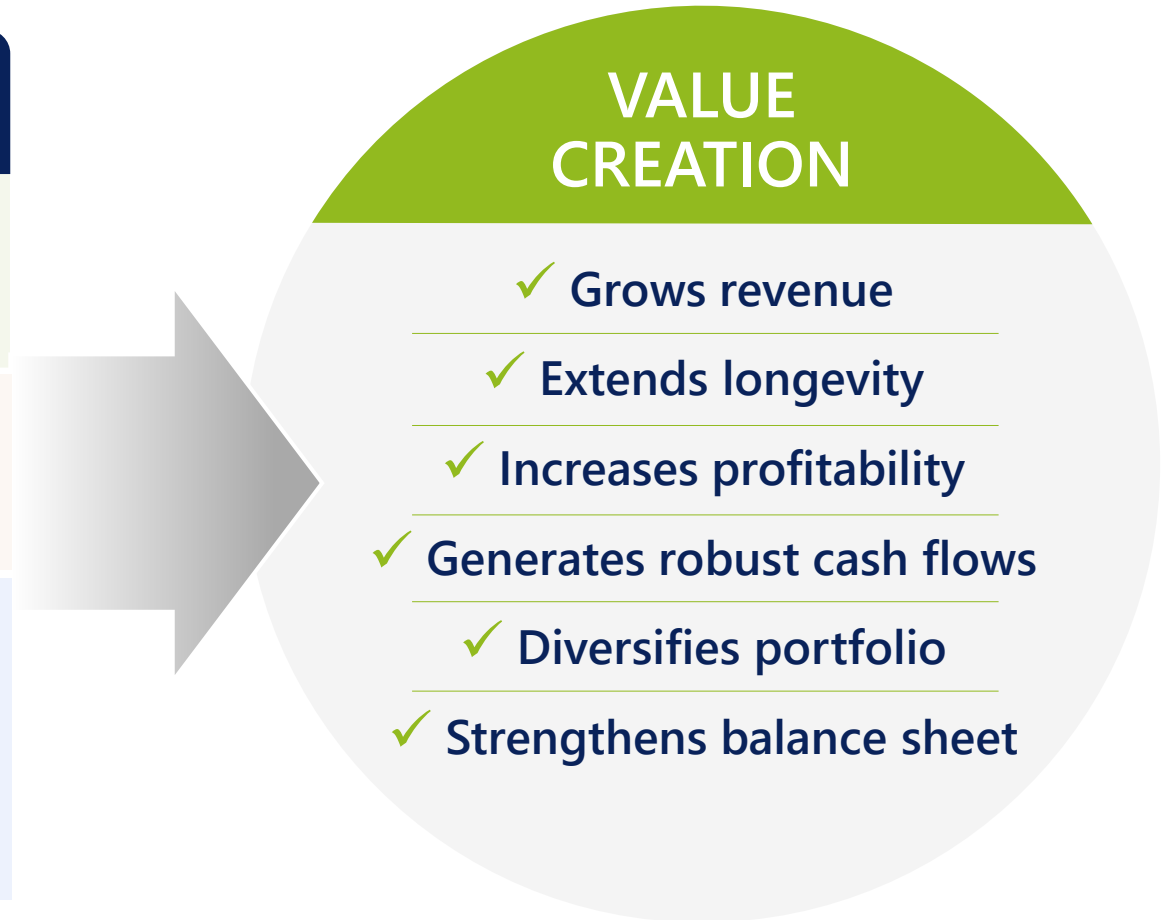 VALUE
CREATION
✓ Grows revenue
✓ Extends longevity
✓ Increases profitability
✓ Generates robust cash flows
✓ Diversifies portfolio
✓ Strengthens balance sheet